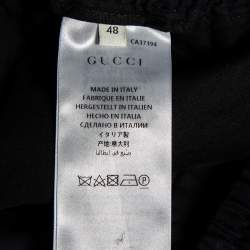 48
CA37394
GUCCI
MADE IN ITALY
FABRIQUÉ EN ITALIE
HERGESTELLT IN ITALIEN
HECHO EN ITALIA
СДЕЛАНО В ИТАЛИИ
イタリア製
产地:意大利
صنع في إيطاليا